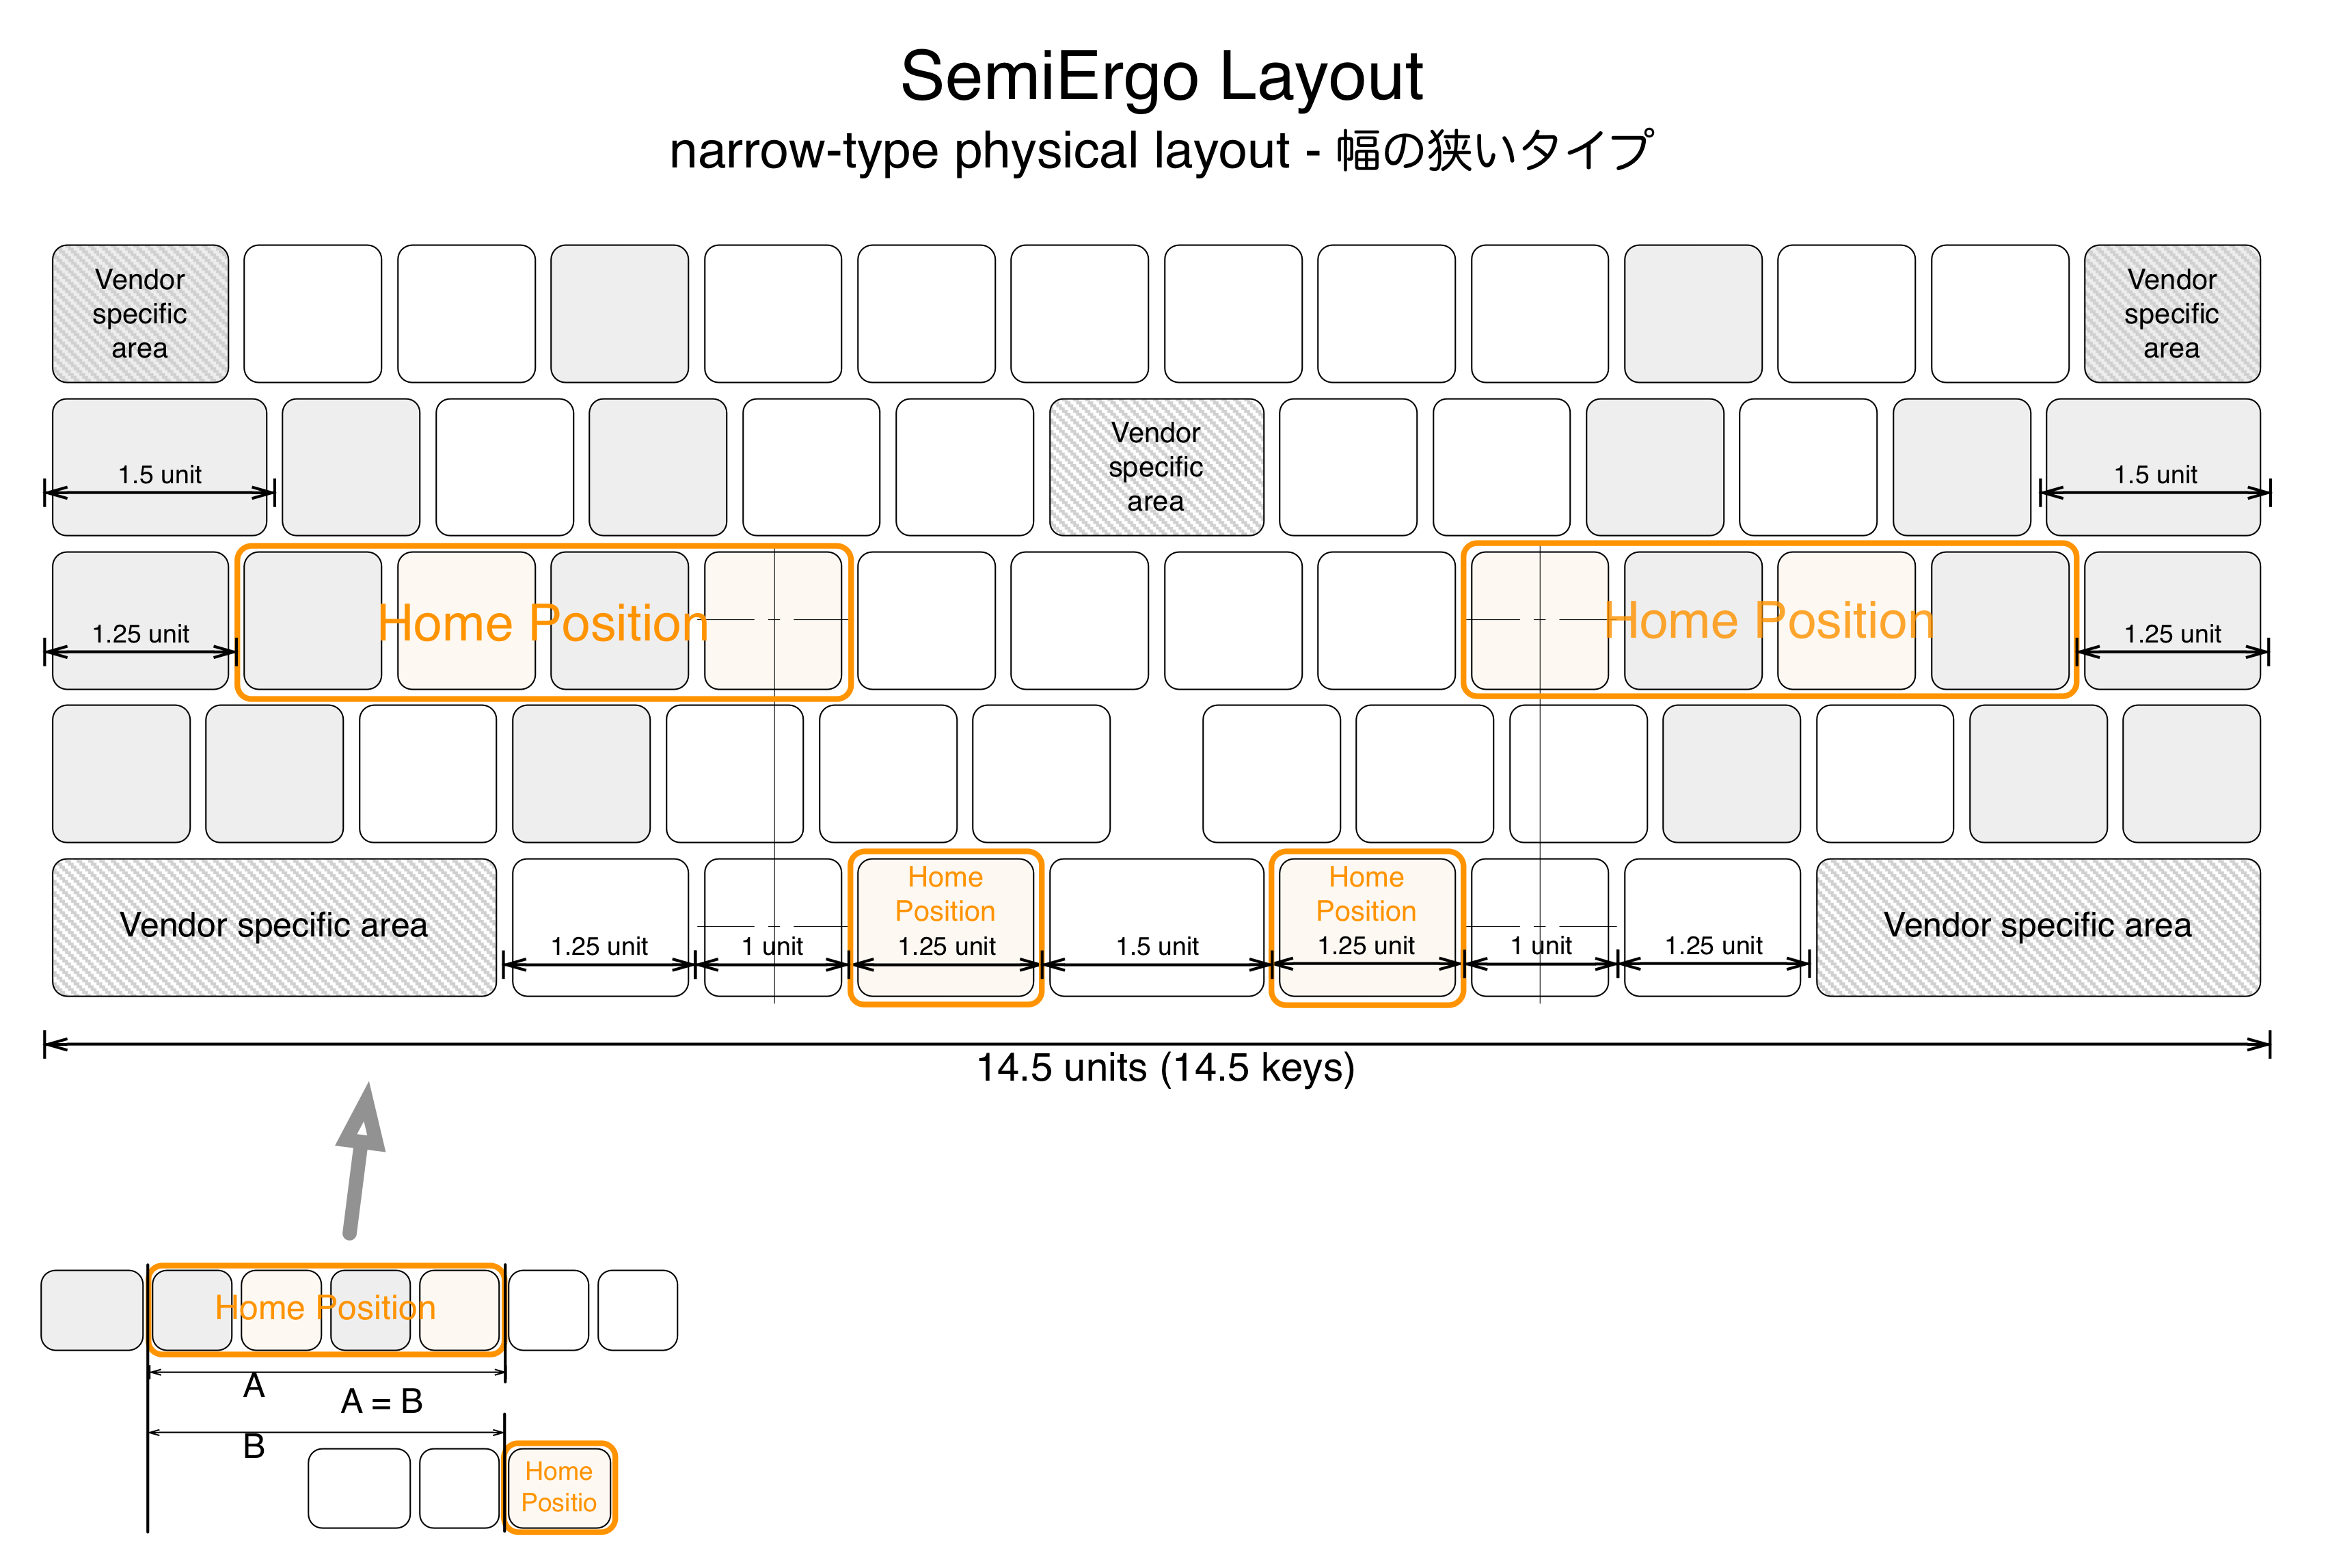 SemiErgo Layout
narrow-type physical layout - 幅の狭いタイプ
Vendor
specific
area
Vendor
specific
area
1.5 unit
Vendor
specific
area
1.5 unit
1.25 unit
Home Position
Home Position
1.25 unit
Vendor specific area
1.25 unit
1 unit
Home
Position
1.25 unit
1.5 unit
Home
Position
1.25 unit
1 unit
1.25 unit
Vendor specific area
14.5 units (14.5 keys)
Home Position
A
A = B
B
Home
Positio